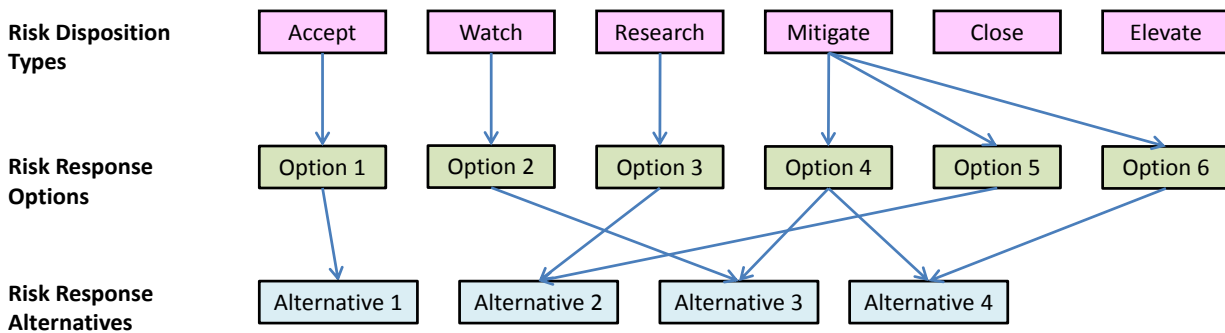 Risk Disposition
Types
Accept
Watch
Research
Mitigate
Close
Elevate
Risk Response
Options
Option 1
Option 2
Option 3
Option 4
Option 5
Option 6
Risk Response
Alternatives
Alternative 1
Alternative 2
Alternative 3
Alternative 4